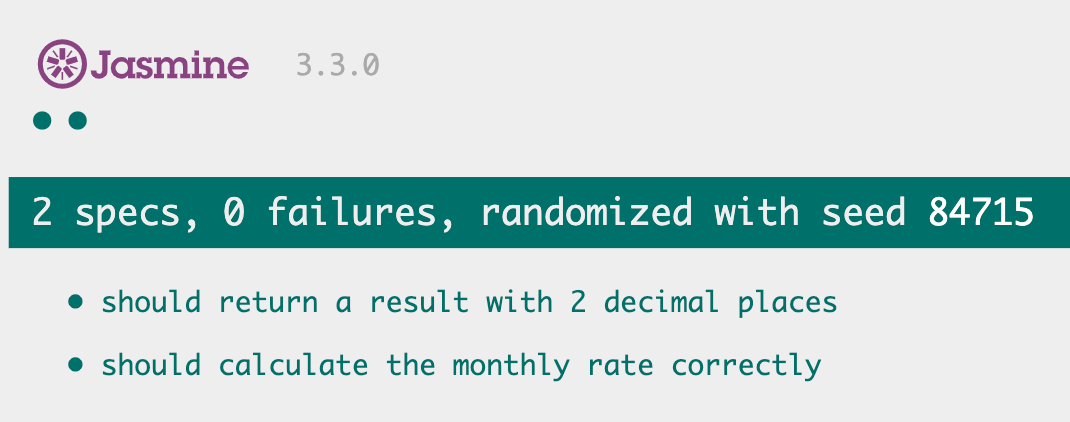 Jasmine 3.3.0
2 specs, 0 failures, randomized with seed 84715
should return a result with 2 decimal places
should calculate the monthly rate correctly